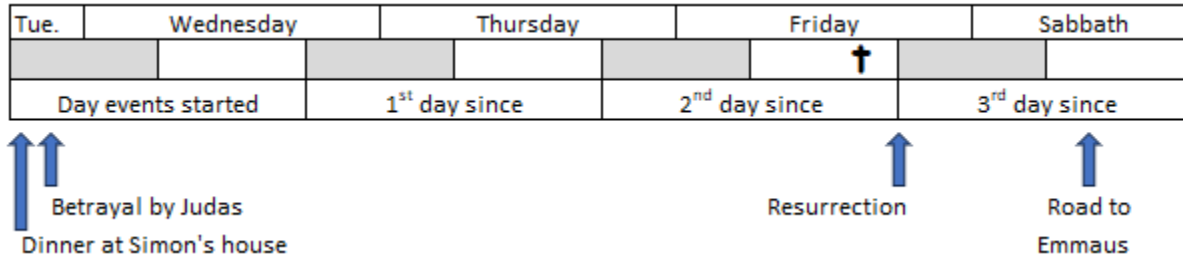 Tue. Wednesday Thursday Friday Sabbath
Day events started 1st day since 2nd day since 3rd day since
Betrayal by Judas Resurrection Road to
Dinner at Simon's house Emmaus